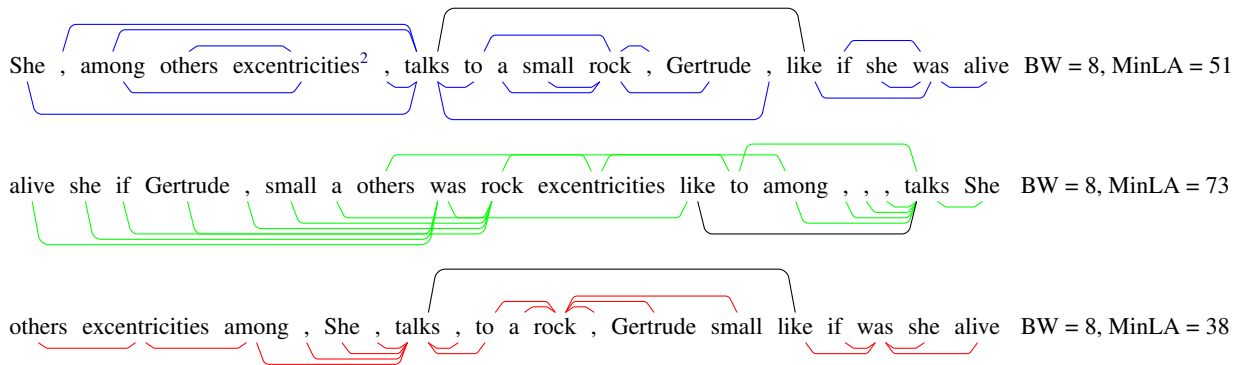 She , among others excentricities2 , talks to a small rock , Gertrude , like if she was alive BW = 8, MinLA = 51
alive she if Gertrude , small a others was rock excentricities like to among , , , talks She BW = 8, MinLA = 73
others excentricities among , She , talks , to a rock , Gertrude small like if was she alive BW = 8, MinLA = 38